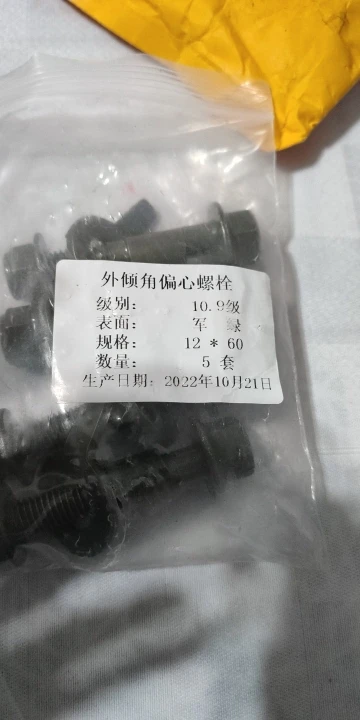 外倾角偏心螺栓
级别： 10.9级
表面： 军 绿
规格： 12 * 60
数量： 5 套
生产日期： 2022年10月21日